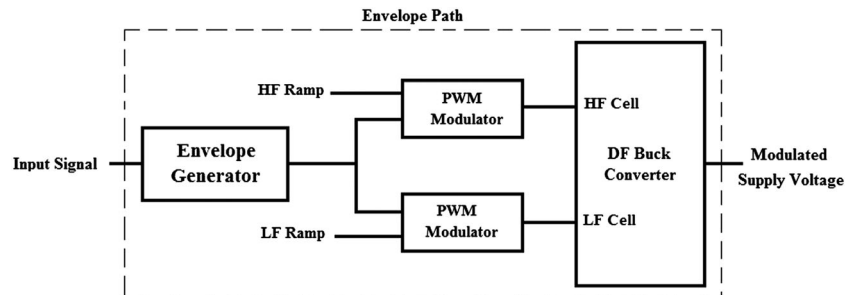 Envelope Path
HF Ramp
PWM
Modulator
HF Cell
Input Signal
Envelope
Generator
DF Buck
Converter
Modulated
Supply Voltage
PWM
Modulator
LF Ramp
LF Cell